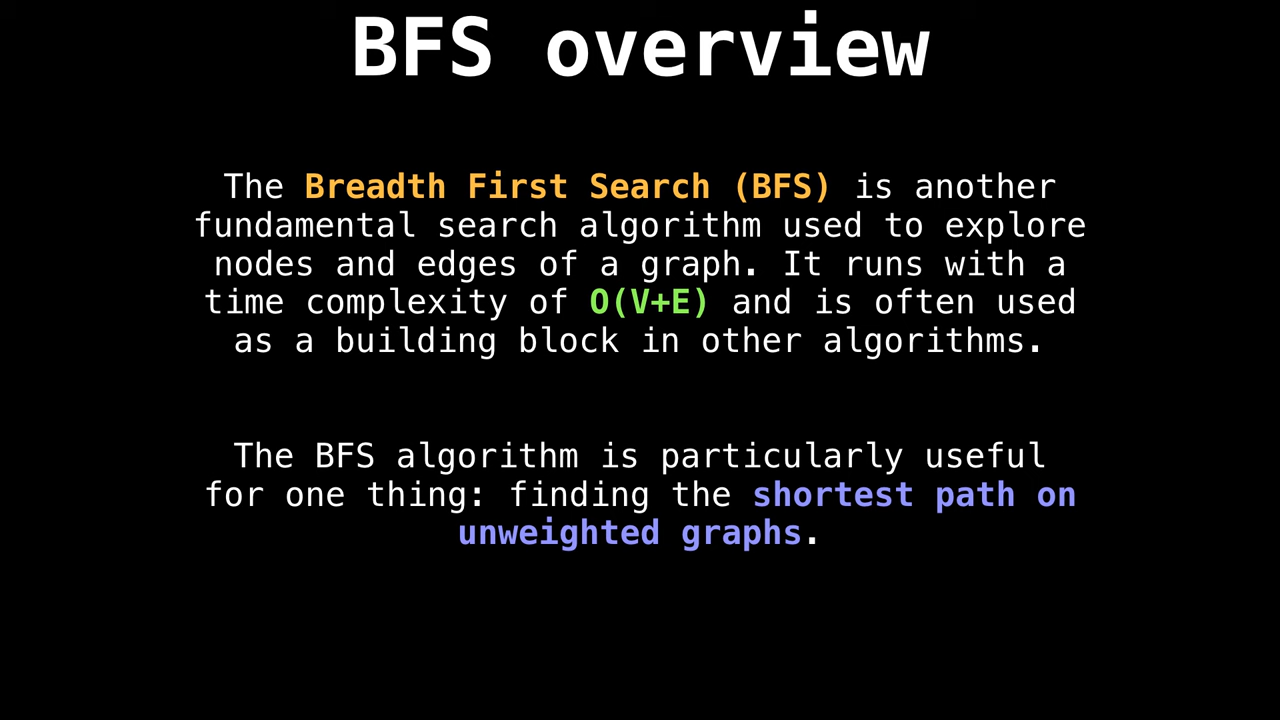 BFS overview
The Breadth First Search (BFS) is another
fundamental search algorithm used to explore
nodes and edges of a graph. It runs with a
time complexity of O(V+E) and is often used
as a building block in other algorithms.
The BFS algorithm is particularly useful
for one thing: finding the shortest path on
unweighted graphs.